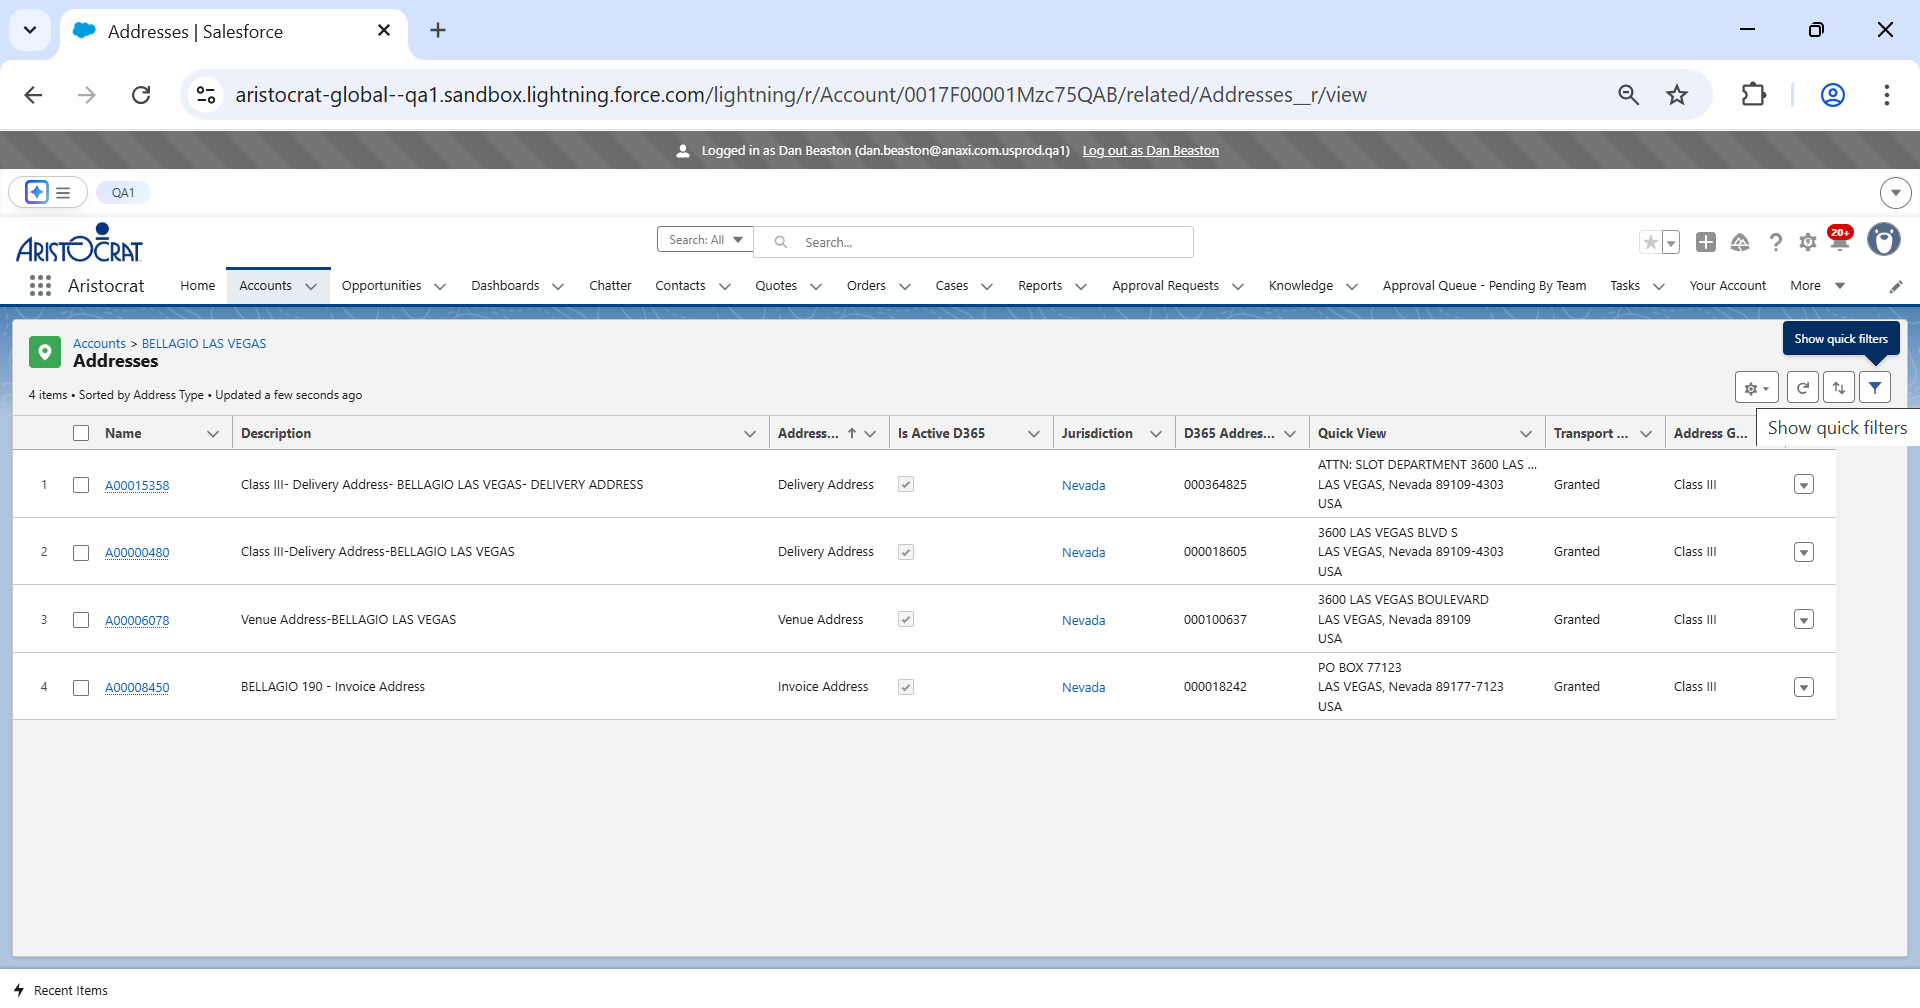 Addresses | Salesforce
aristocrat-global--qa1.sandbox.lightning.force.com/lightning/r/Account/0017F00001Mzc75QAB/related/Addresses__r/view
Logged in as Dan Beaston (dan.beaston@anaxi.com.usprod.qa1) Log out as Dan Beaston
QA1
ARISTOCRAT
Search: All
Search...
20+
Aristocrat
Home
Accounts
Opportunities
Dashboards
Chatter
Contacts
Quotes
Orders
Cases
Reports
Approval Requests
Knowledge
Approval Queue - Pending By Team
Tasks
Your Account
More
Accounts > BELLAGIO LAS VEGAS
Addresses
Show quick filters
4 items • Sorted by Address Type • Updated a few seconds ago
Name
Description
Address...
Is Active D365
Jurisdiction
D365 Addres...
Quick View
Transport ...
Address G...
Show quick filters
1
A00015358
Class III- Delivery Address- BELLAGIO LAS VEGAS- DELIVERY ADDRESS
Delivery Address
Nevada
000364825
ATTN: SLOT DEPARTMENT 3600 LAS ...
LAS VEGAS, Nevada 89109-4303
USA
Granted
Class III
2
A00000480
Class III-Delivery Address-BELLAGIO LAS VEGAS
Delivery Address
Nevada
000018605
3600 LAS VEGAS BLVD S
LAS VEGAS, Nevada 89109-4303
USA
Granted
Class III
3
A00006078
Venue Address-BELLAGIO LAS VEGAS
Venue Address
Nevada
000100637
3600 LAS VEGAS BOULEVARD
LAS VEGAS, Nevada 89109
USA
Granted
Class III
4
A00008450
BELLAGIO 190 - Invoice Address
Invoice Address
Nevada
000018242
PO BOX 77123
LAS VEGAS, Nevada 89177-7123
USA
Granted
Class III
Recent Items